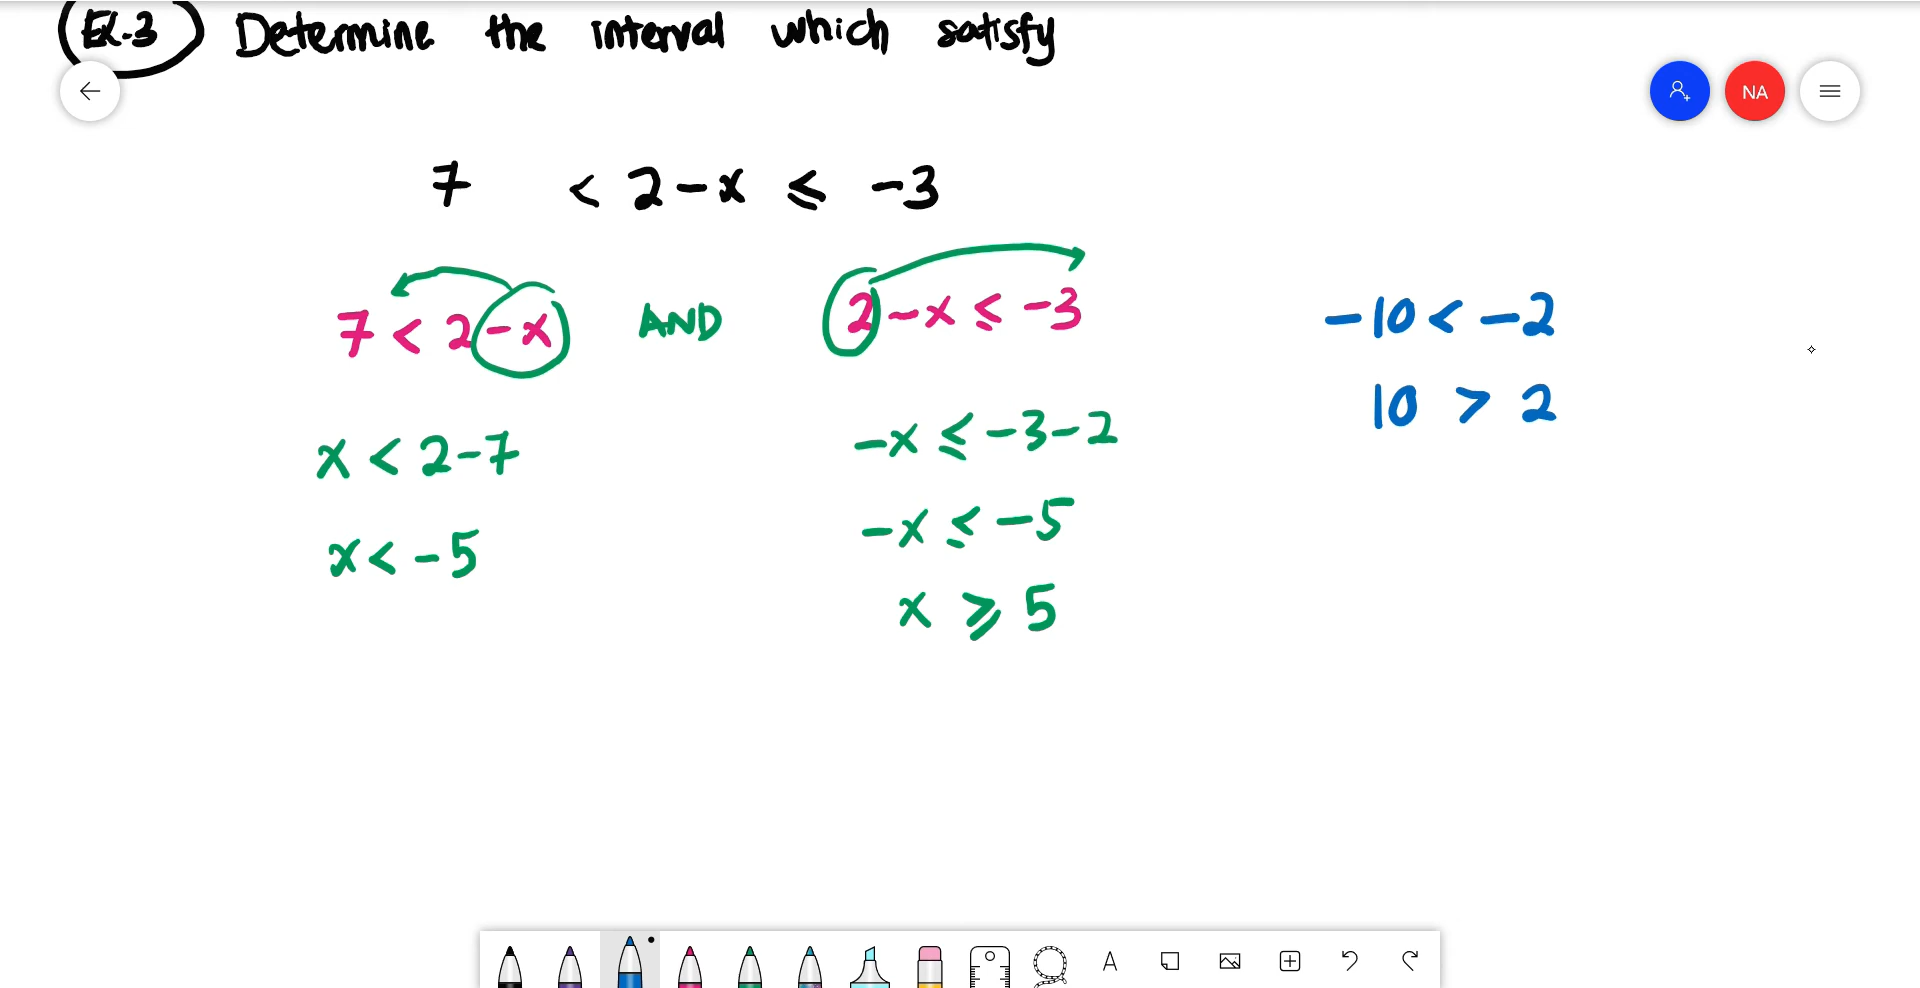 Ex.3 Determine the interval which satisfy
NA
7 < 2-x ≤ -3
7 < 2-x AND 2-x ≤ -3
-10 < -2
10 > 2
x < 2-7
-x ≤ -3-2
x < -5
-x ≤ -5
x ≥ 5
A